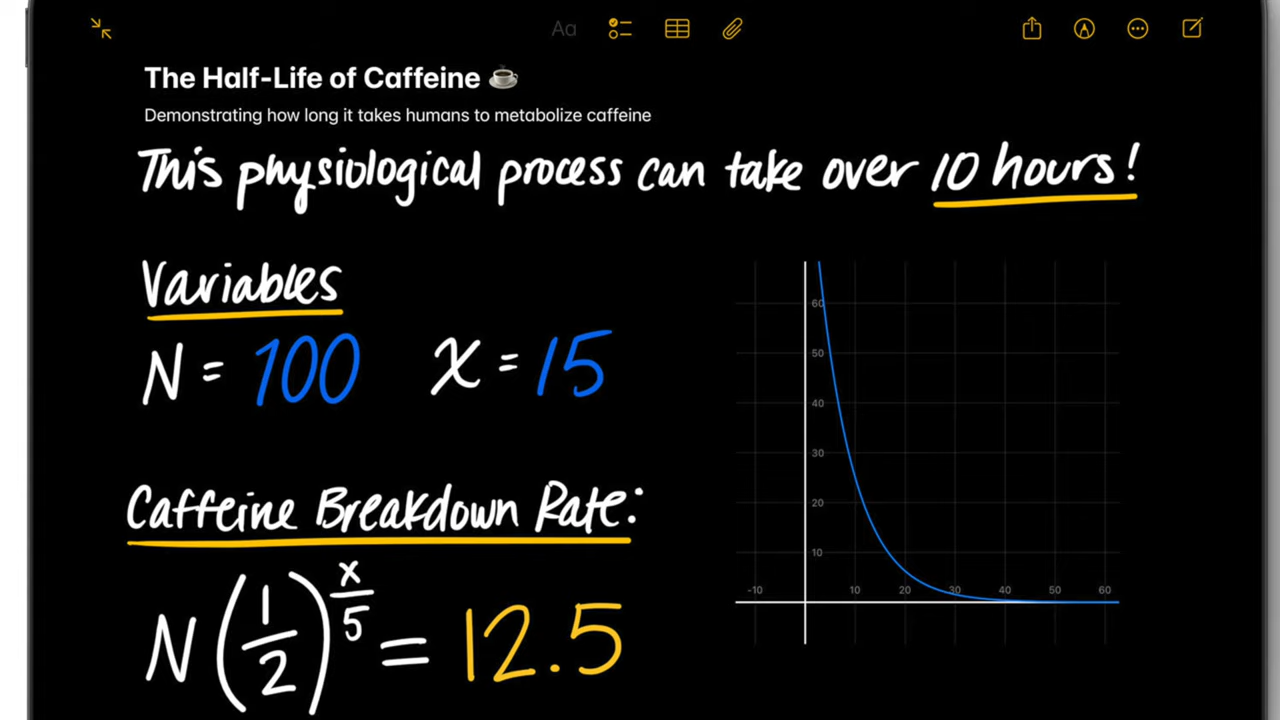 Aa
The Half-Life of Caffeine ☕
Demonstrating how long it takes humans to metabolize caffeine
This physiological process can take over 10 hours!
Variables
N = 100 x = 15
60
50
40
30
20
10
-10 10 20 30 40 50 60
Caffeine Breakdown Rate:
N(1/2)^(x/5) = 12.5